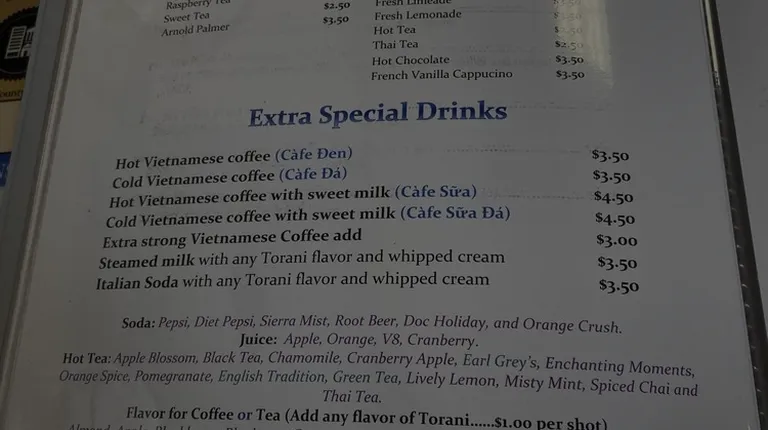 Raspberry Tea
Sweet Tea $2.50
Arnold Palmer $3.50
Fresh Limeade
Fresh Lemonade
Hot Tea
Thai Tea $2.50
Hot Chocolate $3.50
French Vanilla Cappucino $3.50
Extra Special Drinks
Hot Vietnamese coffee (Càfe Đen) $3.50
Cold Vietnamese coffee (Càfe Đá) $3.50
Hot Vietnamese coffee with sweet milk (Càfe Sữa) $4.50
Cold Vietnamese coffee with sweet milk (Càfe Sữa Đá) $4.50
Extra strong Vietnamese Coffee add $3.00
Steamed milk with any Torani flavor and whipped cream $3.50
Italian Soda with any Torani flavor and whipped cream $3.50
Soda: Pepsi, Diet Pepsi, Sierra Mist, Root Beer, Doc Holiday, and Orange Crush.
Juice: Apple, Orange, V8, Cranberry.
Hot Tea: Apple Blossom, Black Tea, Chamomile, Cranberry Apple, Earl Grey's, Enchanting Moments,
Orange Spice, Pomegranate, English Tradition, Green Tea, Lively Lemon, Misty Mint, Spiced Chai and
Thai Tea.
Flavor for Coffee or Tea (Add any flavor of Torani......$1.00 per shot)